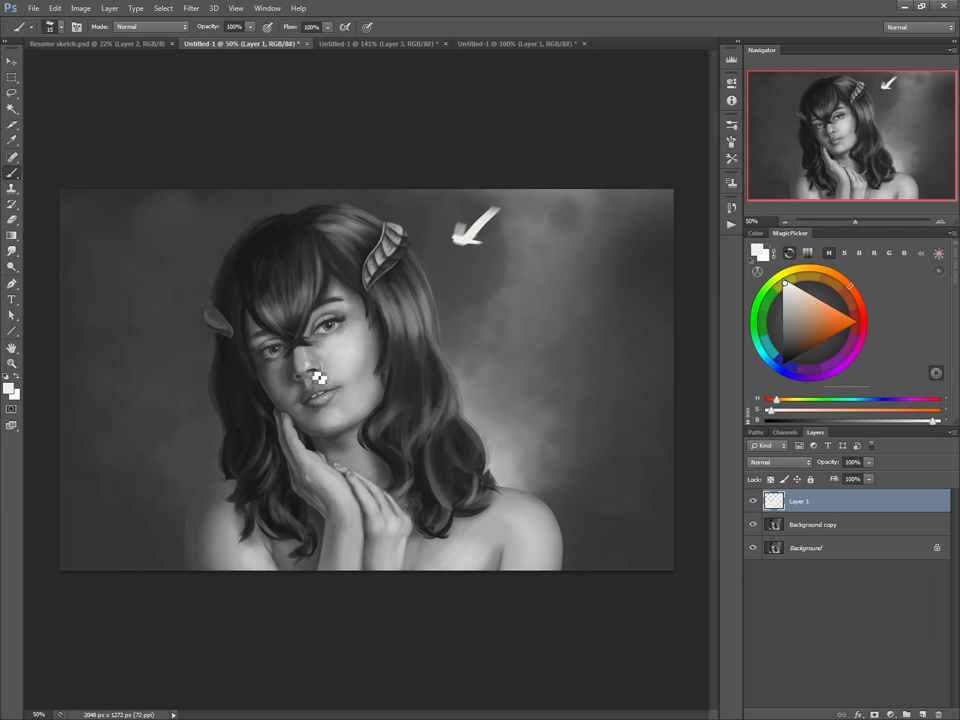 Ps File Edit Image Layer Type Select Filter 3D View Window Help
15 Mode: Normal Opacity: 100% Flow: 100% Normal
Resume sketch.psd @ 22% (Layer 2, RGB/8) × Untitled-1 @ 50% (Layer 1, RGB/8#) * × Untitled-1 @ 141% (Layer 3, RGB/8#) * × Untitled-1 @ 100% (Layer 1, RGB/8#) * ×
Navigator
50%
Color MagicPicker
H S B R G B
H
S
B
Paths Channels Layers
Kind
Normal Opacity: 100%
Lock: Fill: 100%
Layer 1
Background copy
Background
50% 2048 px x 1272 px (72 ppi)